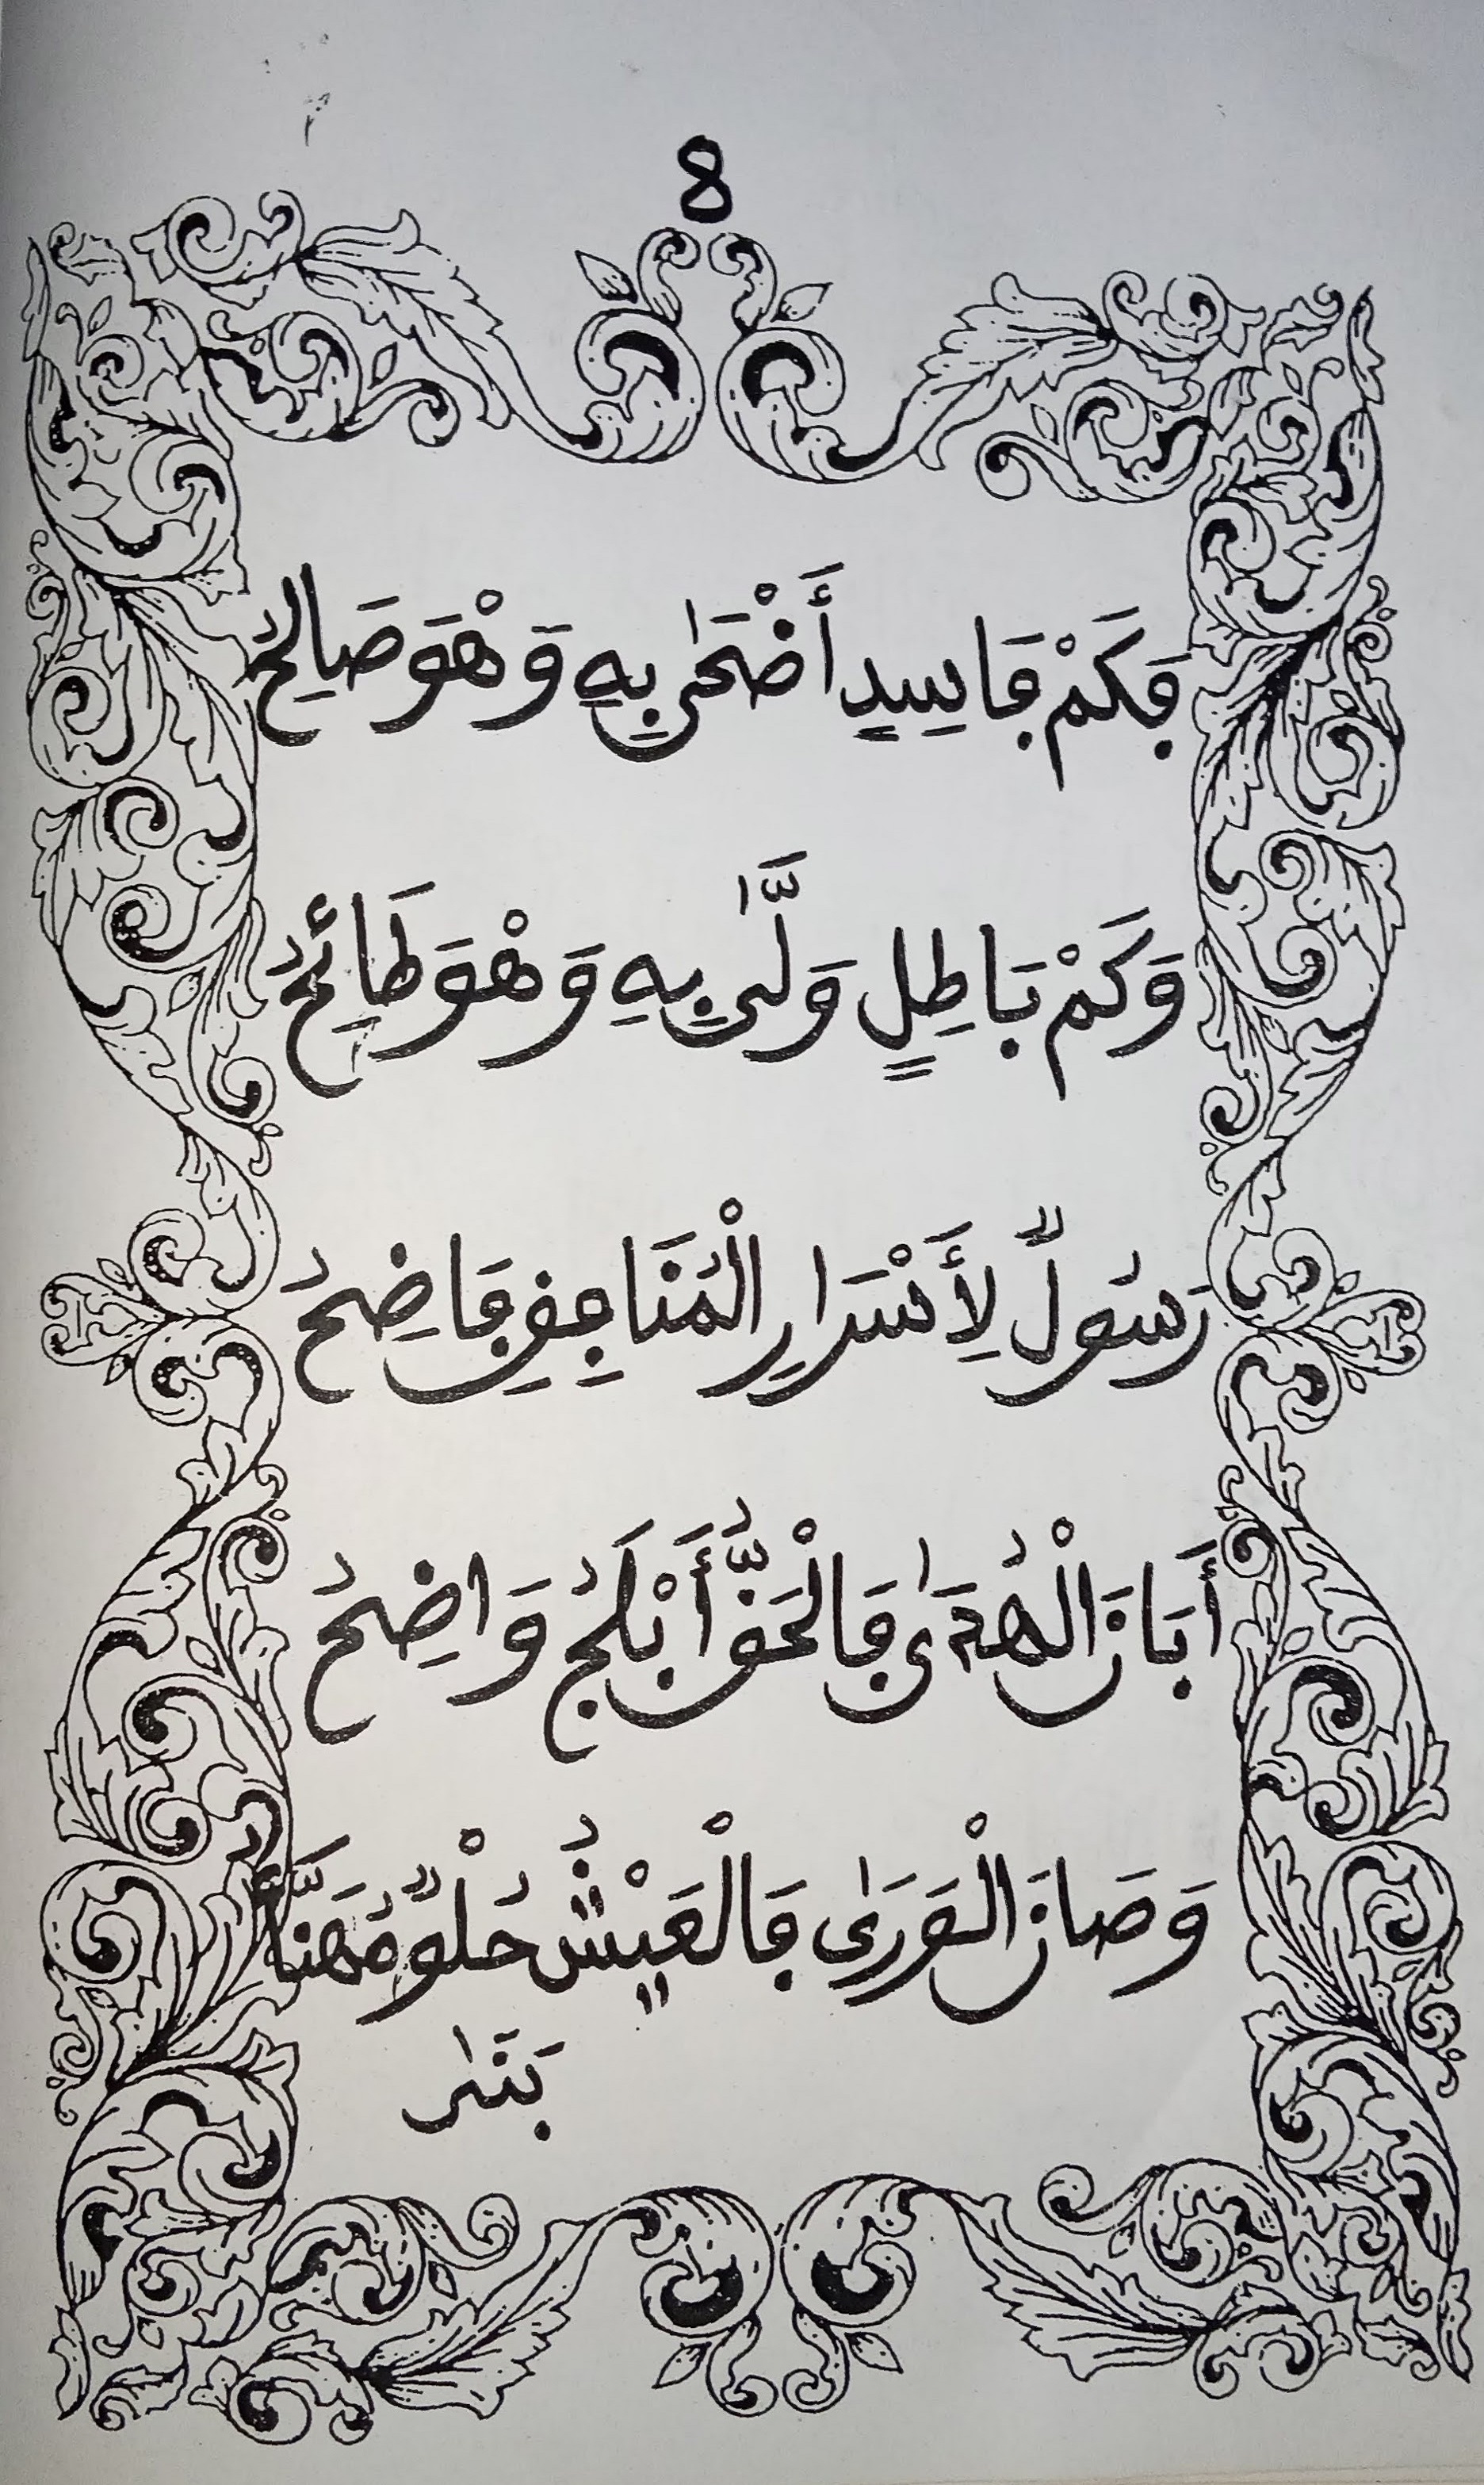 8
فَكَمْ فَاسِدٍ أَضْحَىٰ بِهِ وَهْوَ صَالِحُ
وَكَمْ بَاطِلٍ وَلَّىٰ بِهِ وَهْوَ طَائِحُ
رَسُولٌ لِأَسْرَارِ الْمُنَافِقِ فَاضِحُ
أَبَانَ الْهُدَىٰ فَالْحَقُّ أَبْلَجُ وَاضِحُ
وَصَانَ الْوَرَىٰ فَالْعَيْشُ حُلْوٌ مُهَنَّأُ